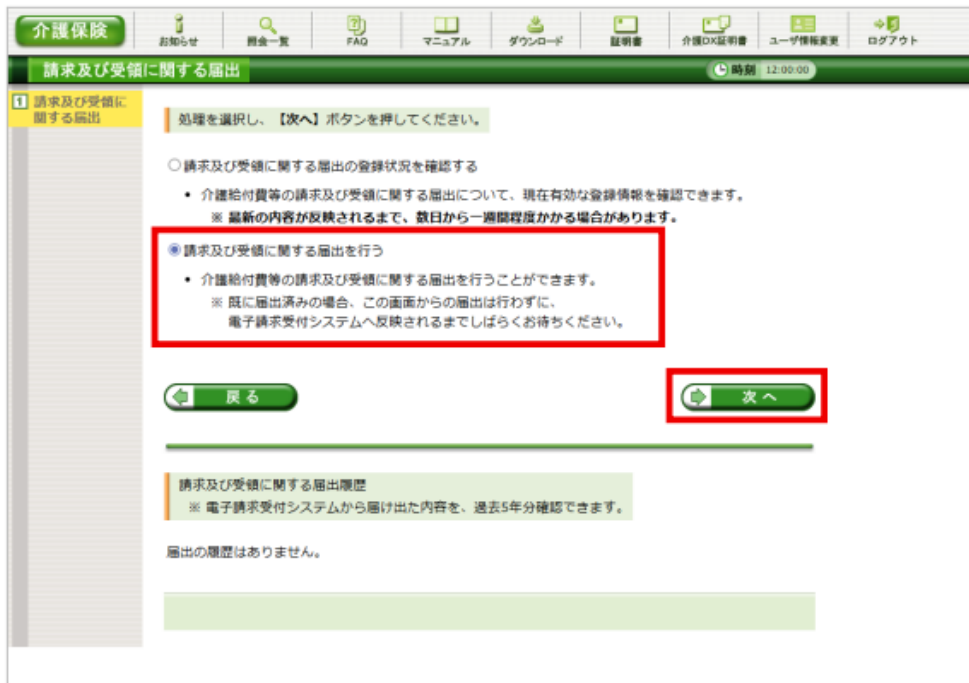 介護保険
お知らせ
照会一覧
FAQ
マニュアル
ダウンロード
証明書
介護DX証明書
ユーザ情報変更
ログアウト
請求及び受領に関する届出
時刻 12:00:00
1 請求及び受領に
関する届出
処理を選択し、【次へ】ボタンを押してください。
請求及び受領に関する届出の登録状況を確認する
• 介護給付費等の請求及び受領に関する届出について、現在有効な登録情報を確認できます。
※ 最新の内容が反映されるまで、数日から一週間程度かかる場合があります。
請求及び受領に関する届出を行う
• 介護給付費等の請求及び受領に関する届出を行うことができます。
※ 既に届出済みの場合、この画面からの届出は行わずに、
電子請求受付システムへ反映されるまでしばらくお待ちください。
戻る
次へ
請求及び受領に関する届出履歴
※ 電子請求受付システムから届け出た内容を、過去5年分確認できます。
届出の履歴はありません。